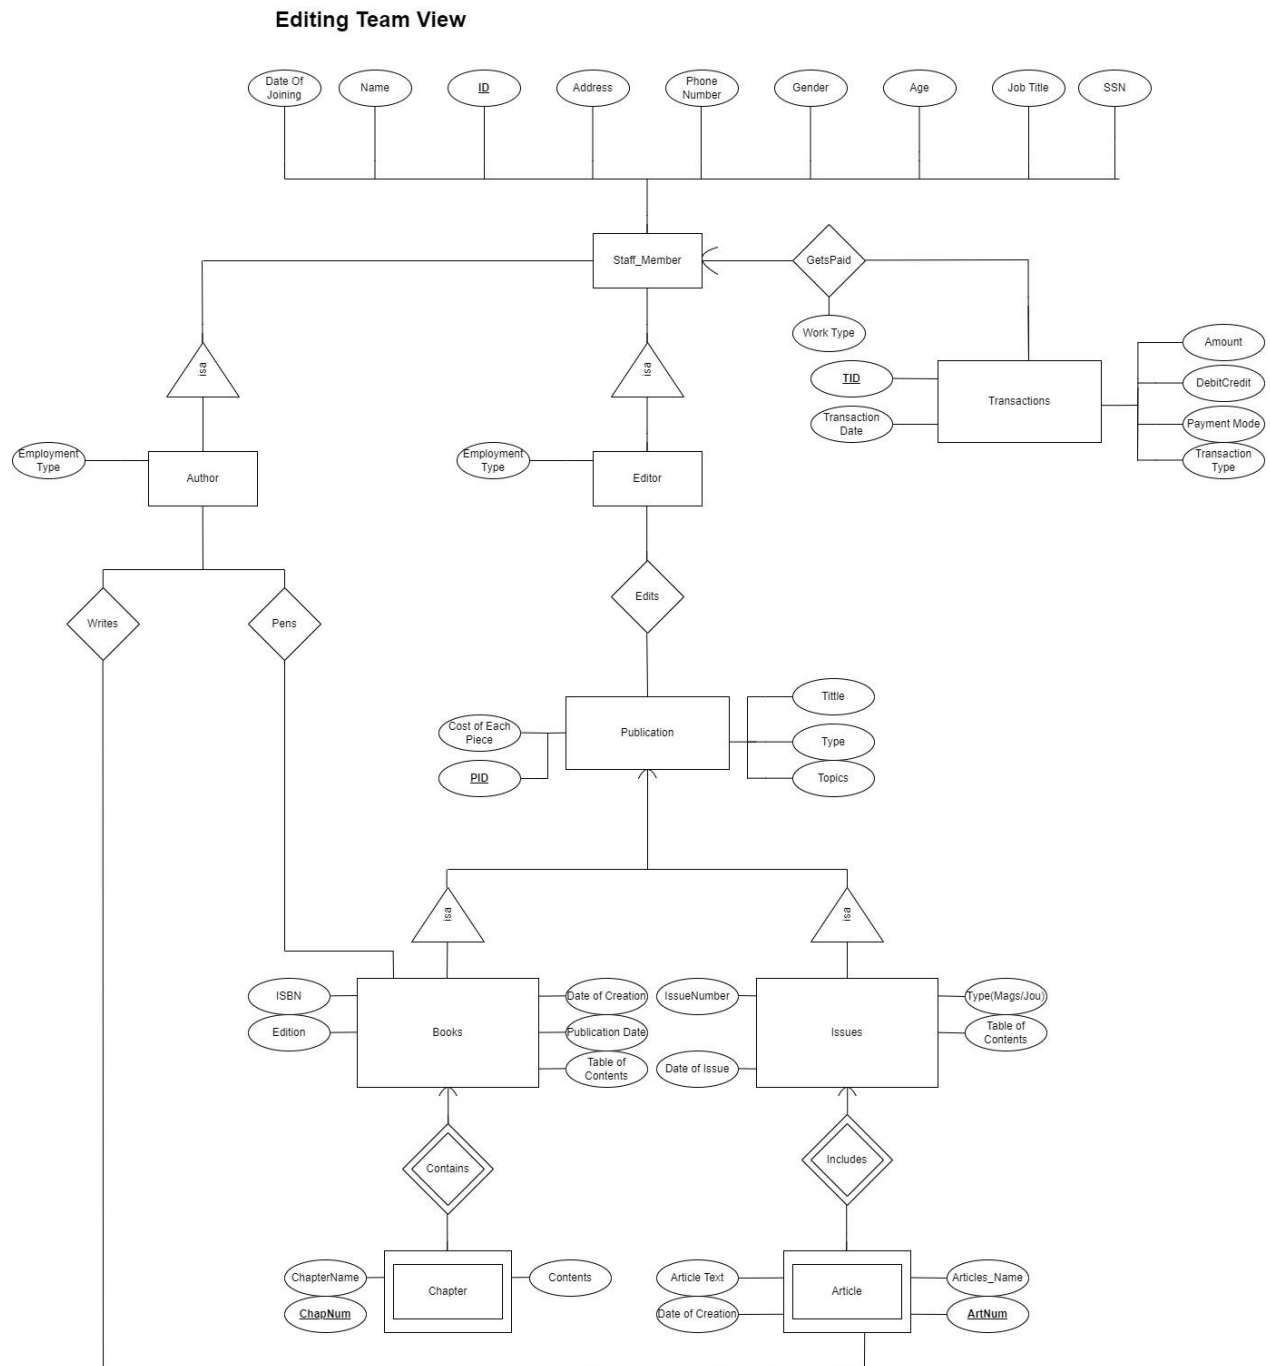 Editing Team View
Date Of
Joining
Name
ID
Address
Phone
Number
Gender
Age
Job Title
SSN
Staff_Member
GetsPaid
Work Type
isa
isa
Amount
TID
Transactions
DebitCredit
Transaction
Date
Payment Mode
Transaction
Type
Employment
Type
Author
Employment
Type
Editor
Writes
Pens
Edits
Cost of Each
Piece
Publication
Tittle
Type
PID
Topics
isa
isa
ISBN
Date of Creation
Edition
Books
Publication Date
Table of
Contents
IssueNumber
Type(Mags/Jou)
Issues
Table of
Contents
Date of Issue
Contains
Includes
ChapterName
Chapter
Contents
ChapNum
Article Text
Article
Articles_Name
Date of Creation
ArtNum